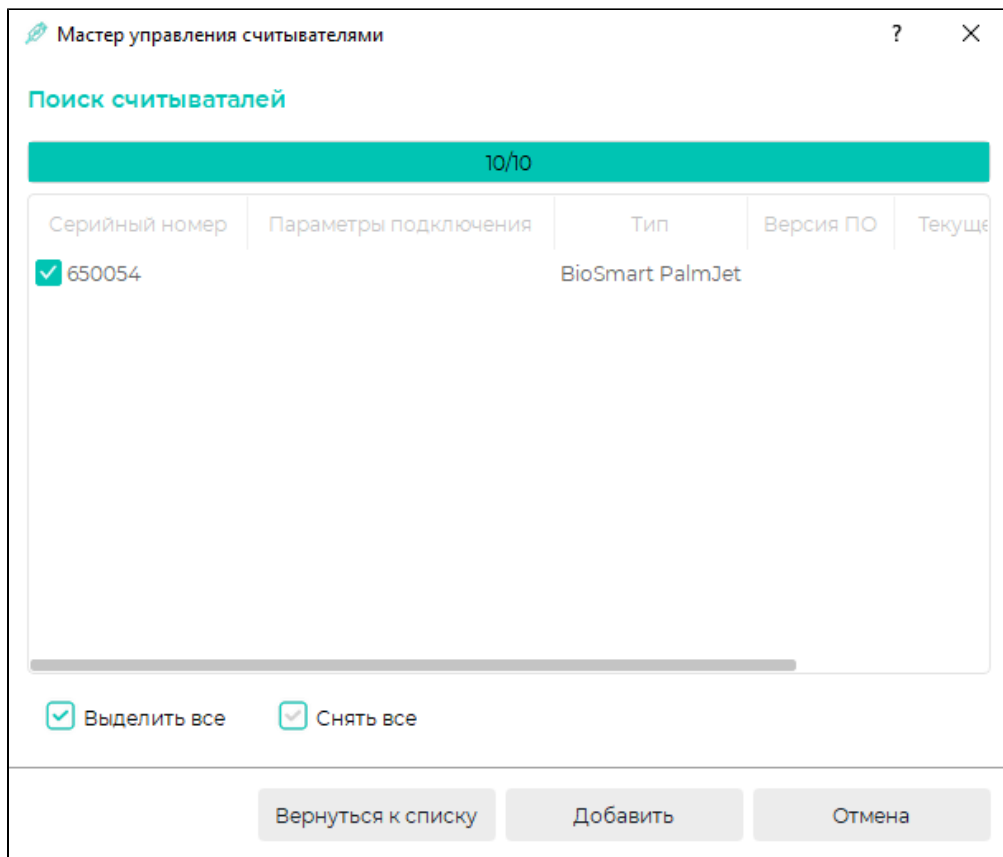 Мастер управления считывателями ?
Поиск считываталей
10/10
Серийный номер Параметры подключения Тип Версия ПО Текуще
650054 BioSmart PalmJet
Выделить все Снять все
Вернуться к списку Добавить Отмена